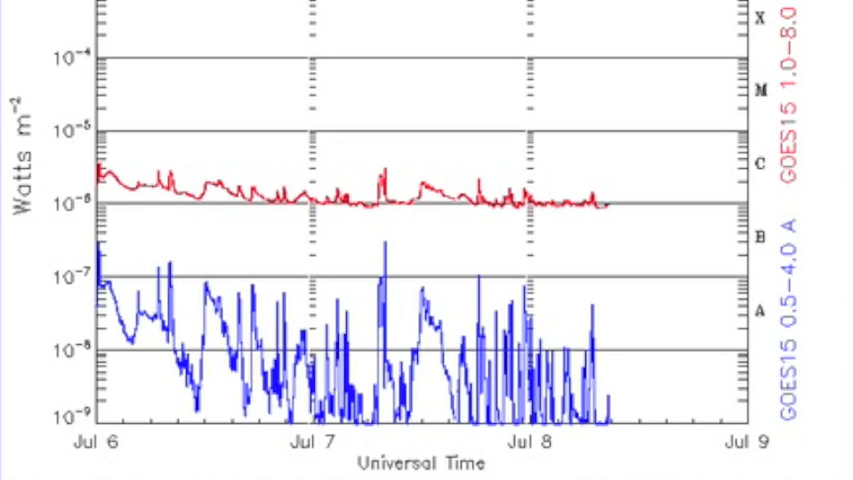 X
10⁻⁴
M
10⁻⁵
C
10⁻⁶
B
10⁻⁷
A
10⁻⁸
10⁻⁹
Watts m⁻²
GOES15 1.0-8.0
GOES15 0.5-4.0 A
Jul 6 Jul 7 Jul 8 Jul 9
Universal Time